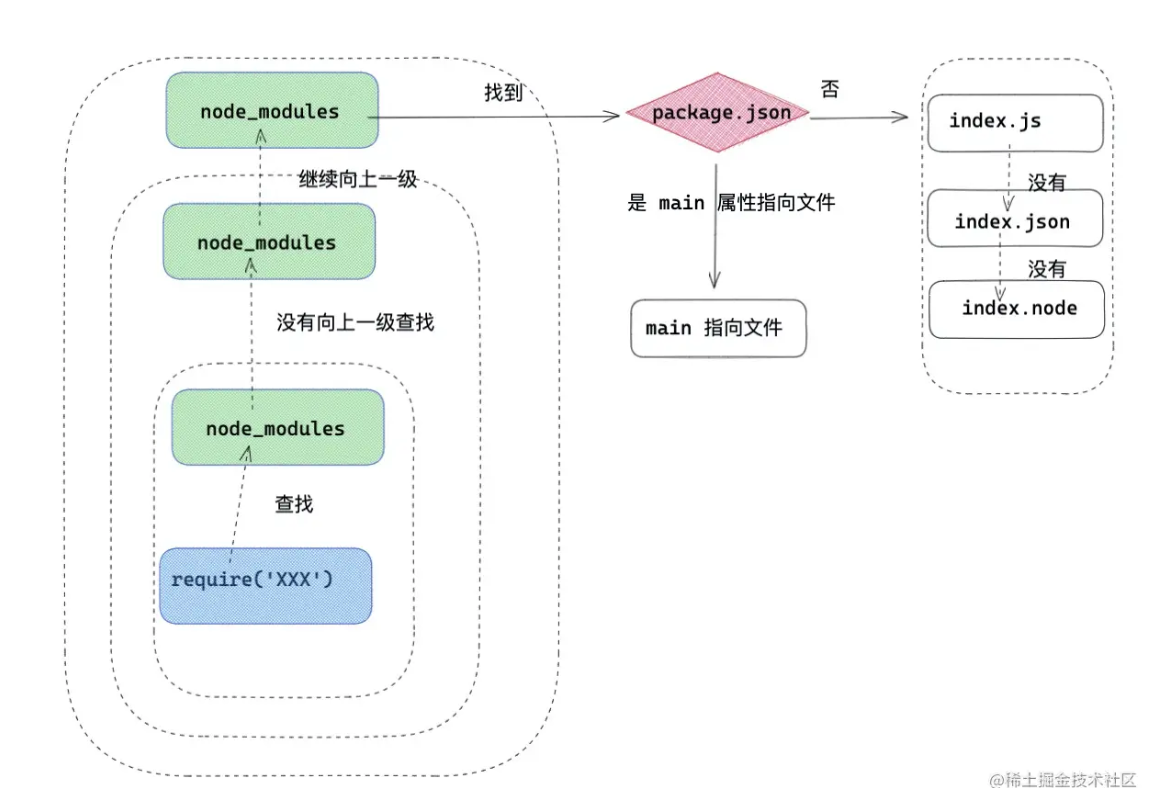 node_modules
找到
package.json
否
index.js
继续向上一级
没有
node_modules
是 main 属性指向文件
index.json
没有
没有向上一级查找
main 指向文件
index.node
node_modules
查找
require('XXX')
@稀土掘金技术社区